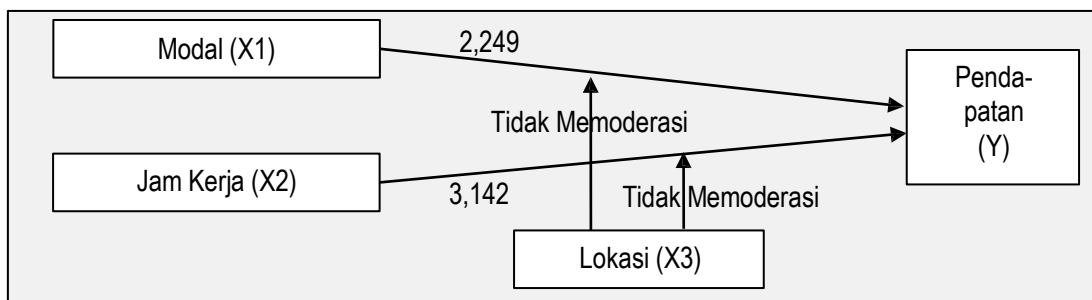 Modal (X1)
2,249
Penda-
patan
(Y)
Tidak Memoderasi
Jam Kerja (X2)
3,142
Tidak Memoderasi
Lokasi (X3)